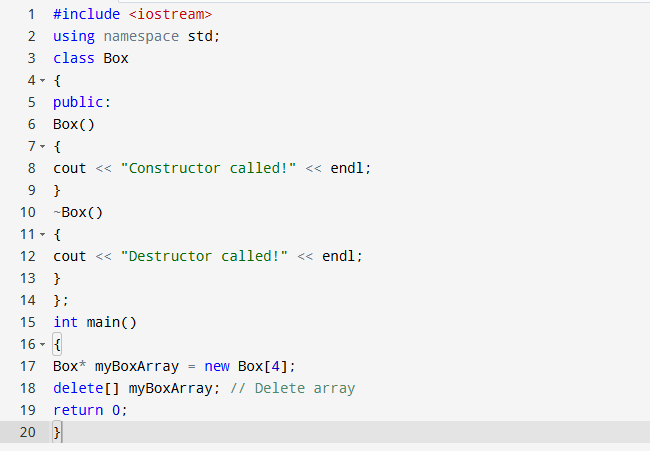 1 #include <iostream>
2 using namespace std;
3 class Box
4 {
5 public:
6 Box()
7 {
8 cout << "Constructor called!" << endl;
9 }
10 ~Box()
11 {
12 cout << "Destructor called!" << endl;
13 }
14 };
15 int main()
16 {
17 Box* myBoxArray = new Box[4];
18 delete[] myBoxArray; // Delete array
19 return 0;
20 }